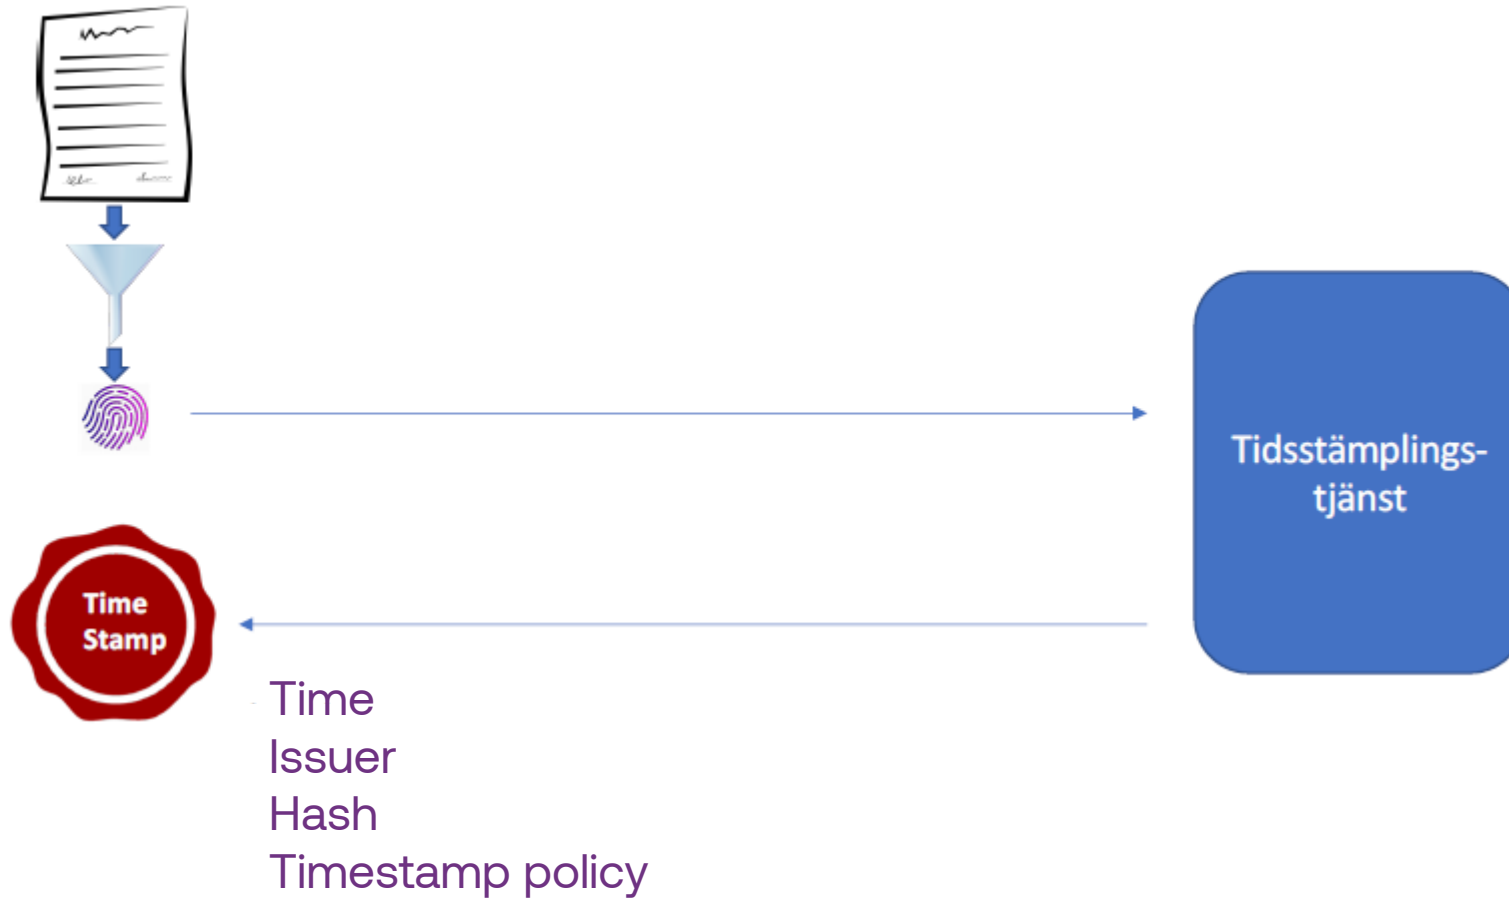 Tidsstämplings-
tjänst
Time
Stamp
Time
Issuer
Hash
Timestamp policy